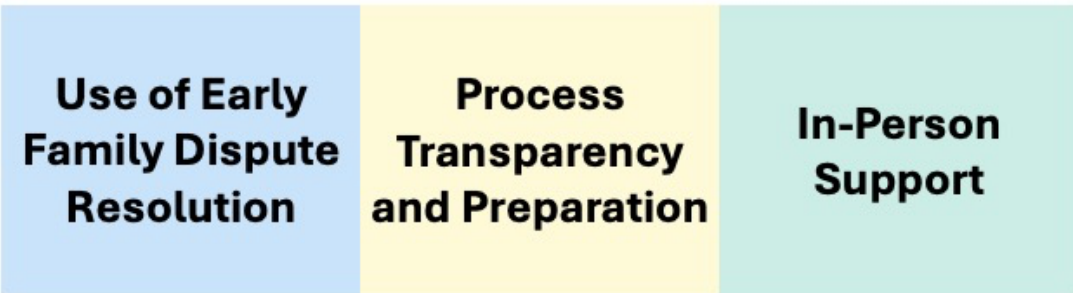 Use of Early
Family Dispute
Resolution
Process
Transparency
and Preparation
In-Person
Support